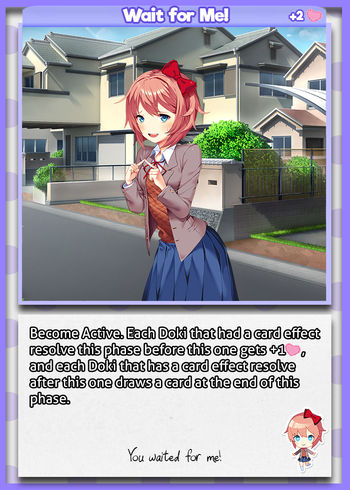 Wait for Me!
+2
Become Active. Each Doki that had a card effect
resolve this phase before this one gets +1 ,
and each Doki that has a card effect resolve
after this one draws a card at the end of this
phase.
You waited for me!